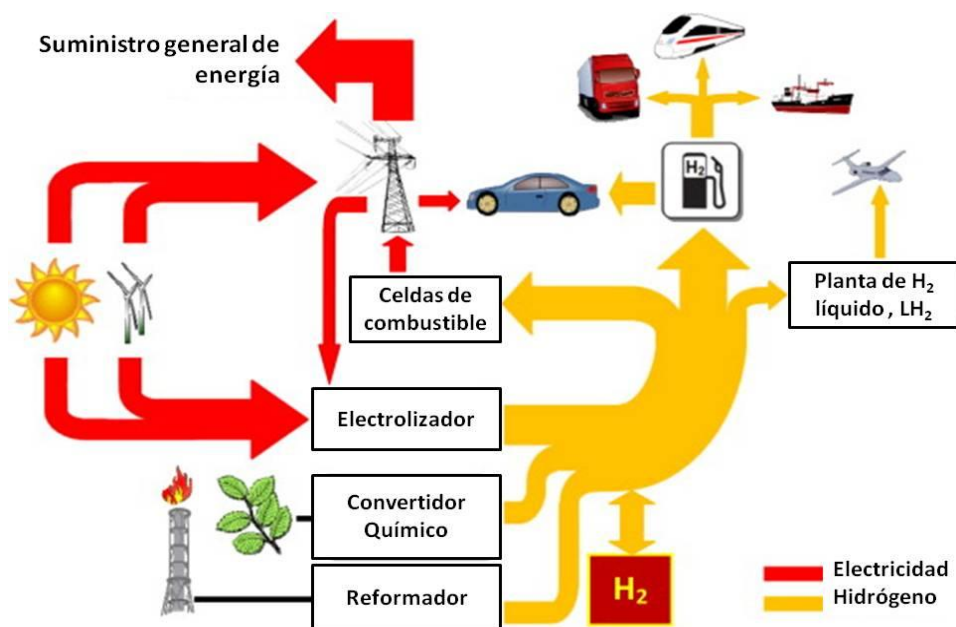 Suministro general de
energía
H₂
Celdas de
combustible
Planta de H₂
líquido , LH₂
Electrolizador
Convertidor
Químico
Reformador
H₂
Electricidad
Hidrógeno